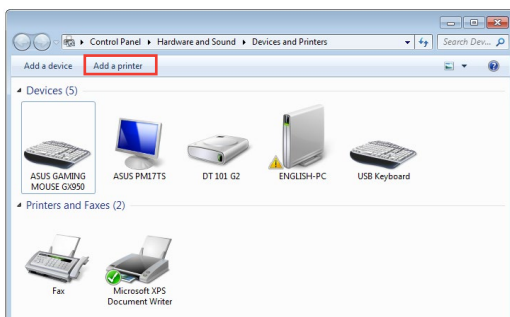 Control Panel Hardware and Sound Devices and Printers Search Dev...
Add a device Add a printer
Devices (5)
ASUS GAMING MOUSE GX950
ASUS PM17TS
DT 101 G2
ENGLISH-PC
USB Keyboard
Printers and Faxes (2)
Fax
Microsoft XPS
Document Writer